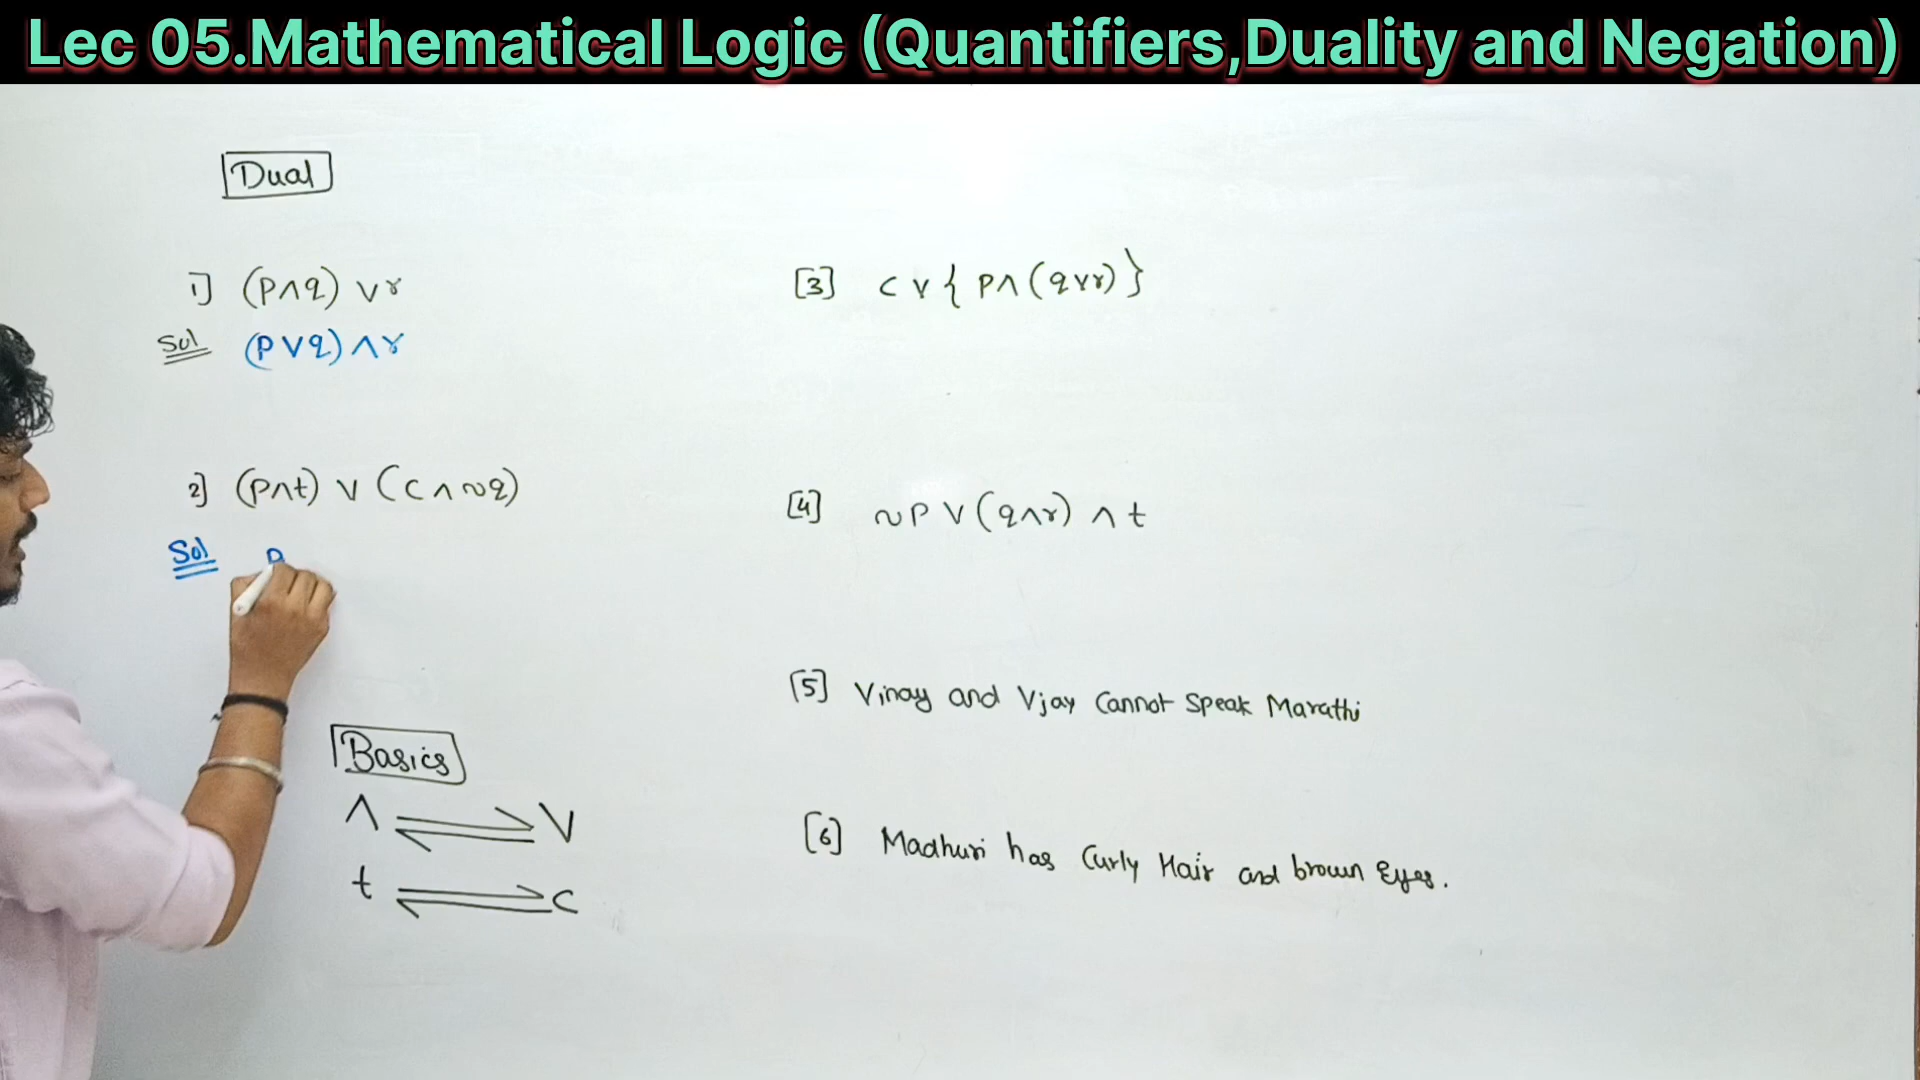 Lec 05.Mathematical Logic (Quantifiers,Duality and Negation)
Dual
1] (p∧q) ∨ r
Sol (p∨q) ∧ r
2] (p∧t) ∨ (c ∧ ~q)
Sol p
Basics
∧ ⇌ ∨
t ⇌ c
[3] c ∨ { p∧ (q∨r) }
[4] ~p ∨ (q∧r) ∧ t
[5] Vinay and Vjay Cannot Speak Marathi
[6] Madhuri has Curly Hair and brown Eyes.